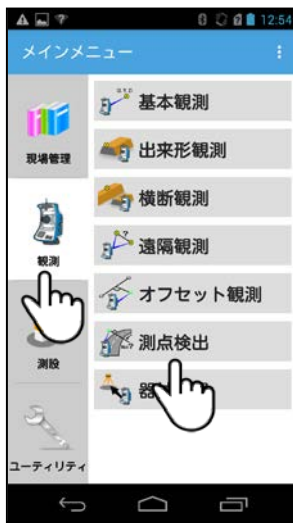 12:54
メインメニュー
現場管理
観測
測設
ユーティリティ
基本観測
出来形観測
横断観測
遠隔観測
オフセット観測
測点検出
器